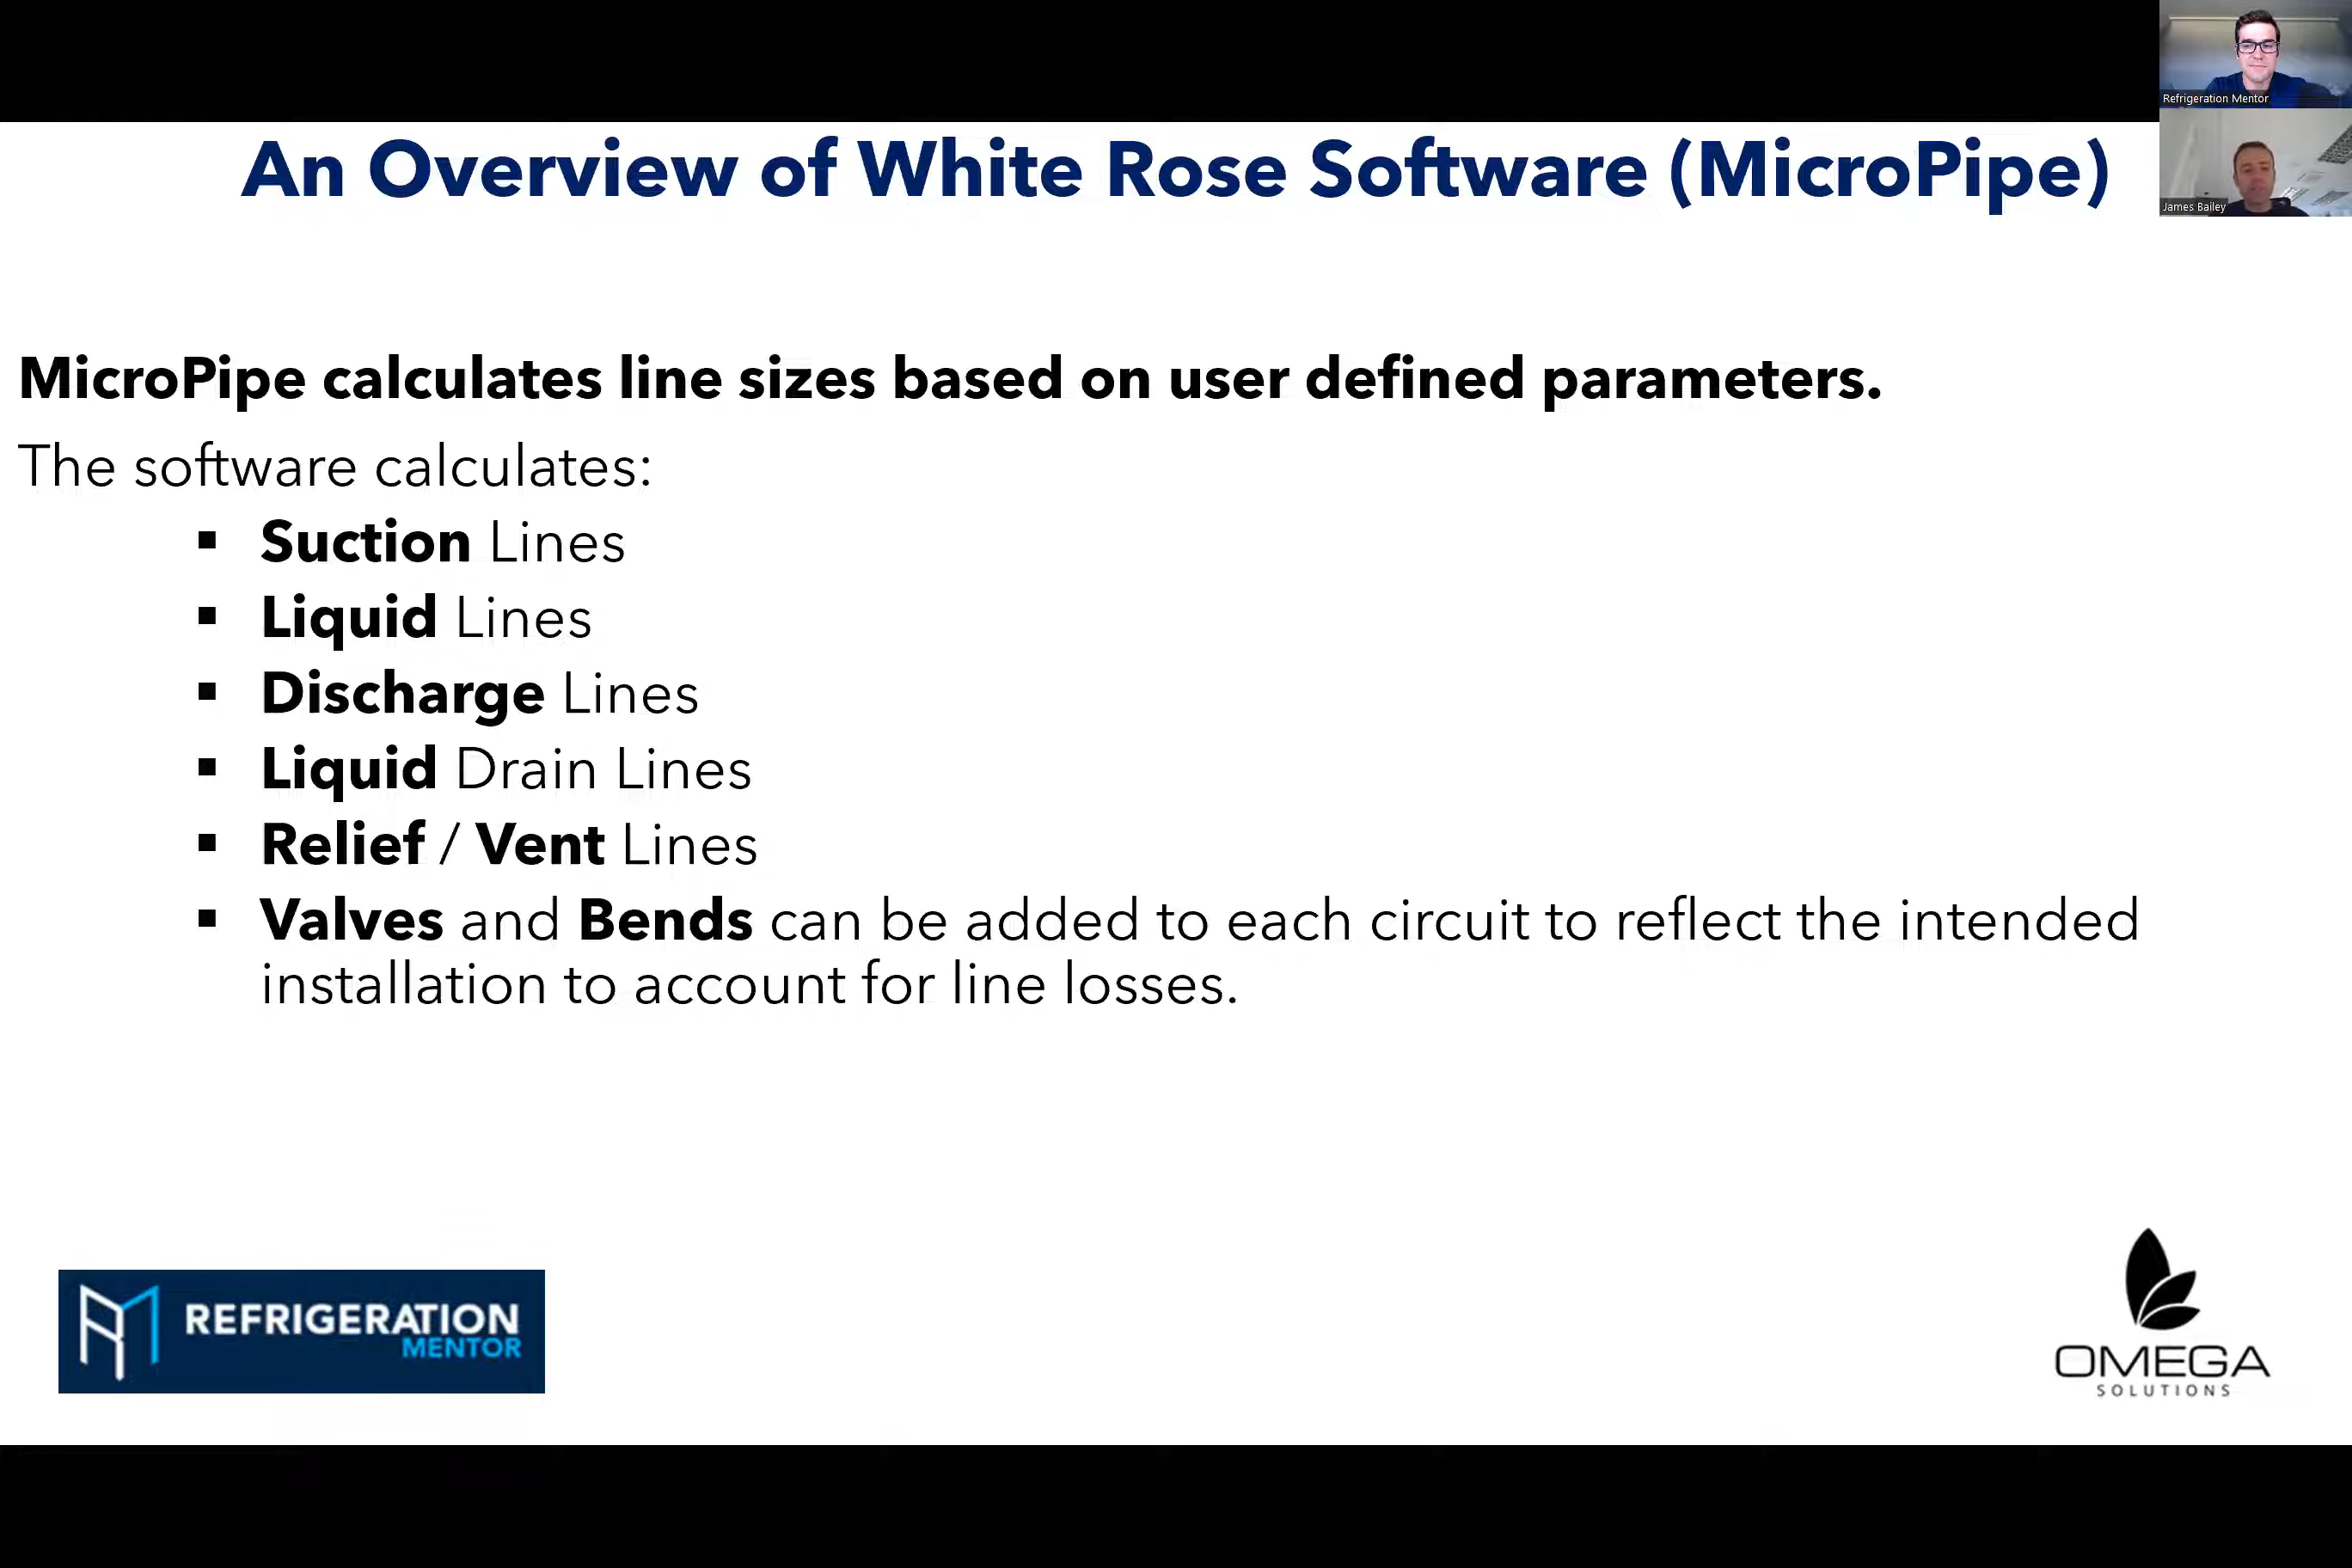 An Overview of White Rose Software (MicroPipe)
Refrigeration Mentor
James Bailey
MicroPipe calculates line sizes based on user defined parameters.
The software calculates:
▪ Suction Lines
▪ Liquid Lines
▪ Discharge Lines
▪ Liquid Drain Lines
▪ Relief / Vent Lines
▪ Valves and Bends can be added to each circuit to reflect the intended
installation to account for line losses.
REFRIGERATION
MENTOR
OMEGA
SOLUTIONS